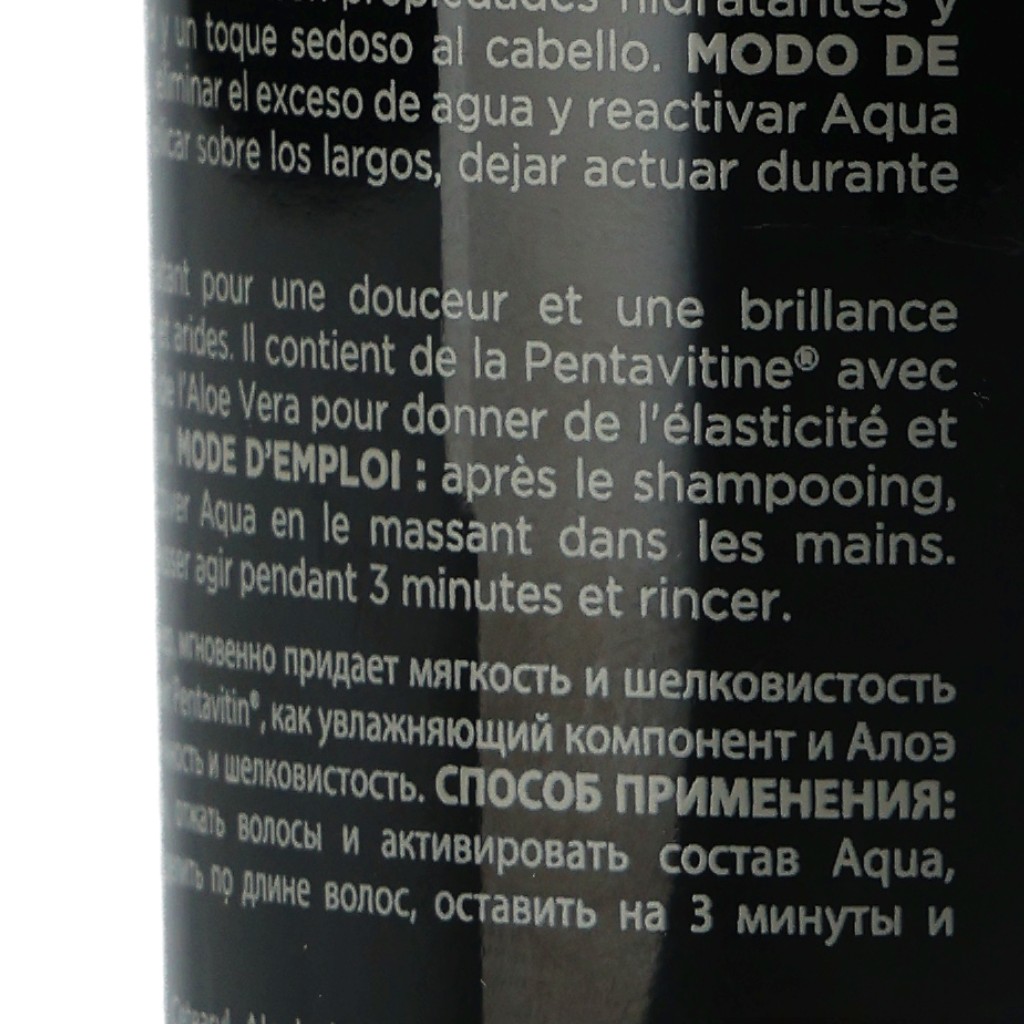 propiedades hidratantes y
y un toque sedoso al cabello. MODO DE
eliminar el exceso de agua y reactivar Aqua
sobre los largos, dejar actuar durante
pour une douceur et une brillance
et arides. Il contient de la Pentavitine® avec
l'Aloe Vera pour donner de l'élasticité et
MODE D'EMPLOI : après le shampooing,
Aqua en le massant dans les mains.
agir pendant 3 minutes et rincer.
мгновенно придает мягкость и шелковистость
Pentavitin®, как увлажняющий компонент и Алоэ
и шелковистость. СПОСОБ ПРИМЕНЕНИЯ:
отжать волосы и активировать состав Aqua,
по длине волос, оставить на 3 минуты и